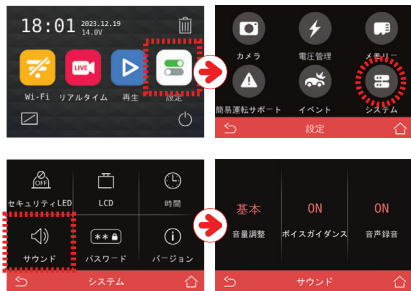 18:01 2023.12.19
14.0V
LIVE
Wi-Fi リアルタイム 再生 設定
カメラ 電圧管理 メモリー
簡易運転サポート イベント システム
設定
OFF
セキュリティLED LCD 時間
**
サウンド パスワード バージョン
システム
基本 ON ON
音量調整 ボイスガイダンス 音声録音
サウンド